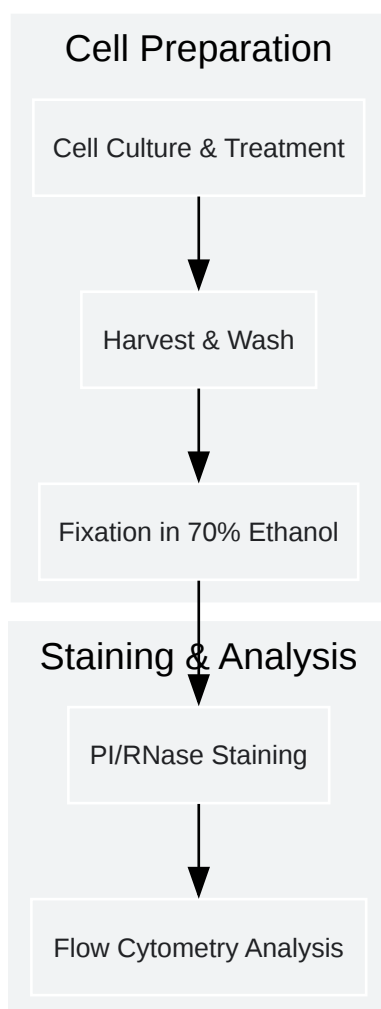 Cell Preparation
Cell Culture & Treatment
Harvest & Wash
Fixation in 70% Ethanol
Staining & Analysis
PI/RNase Staining
Flow Cytometry Analysis